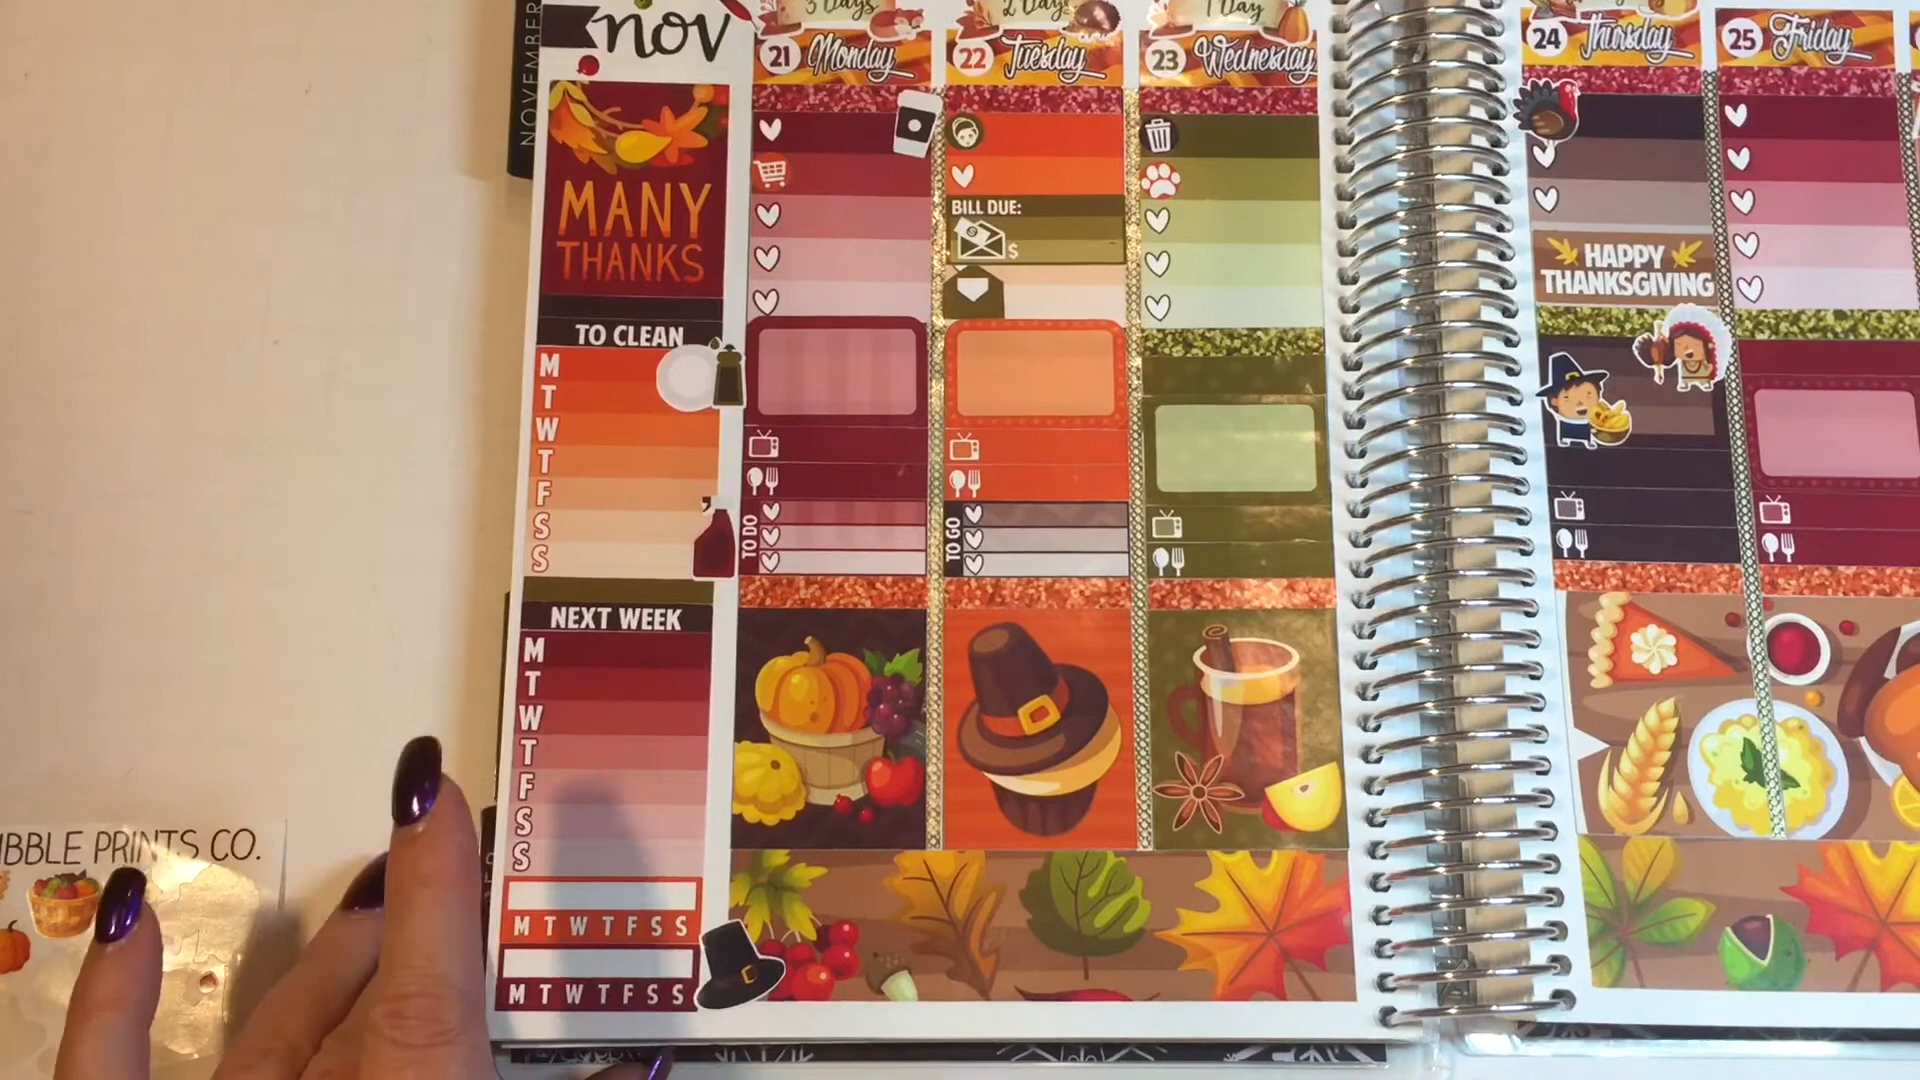 NOVEMBER
nov
3 Days
2 Days
1 Day
21 Monday
22 Tuesday
23 Wednesday
24 Thursday
25 Friday
MANY
THANKS
TO CLEAN
M
T
W
T
F
S
S
NEXT WEEK
M
T
W
T
F
S
S
M T W T F S S
M T W T F S S
BILL DUE:
$
TO DO
TO GO
HAPPY
THANKSGIVING
IBBLE PRINTS CO.